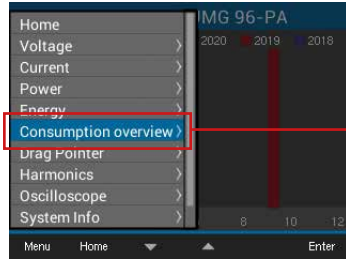 UMG 96-PA
Home
Voltage
Current
Power
Energy
Consumption overview
Drag Pointer
Harmonics
Oscilloscope
System Info
2020 2019 2018
8 10 12
Menu Home Enter